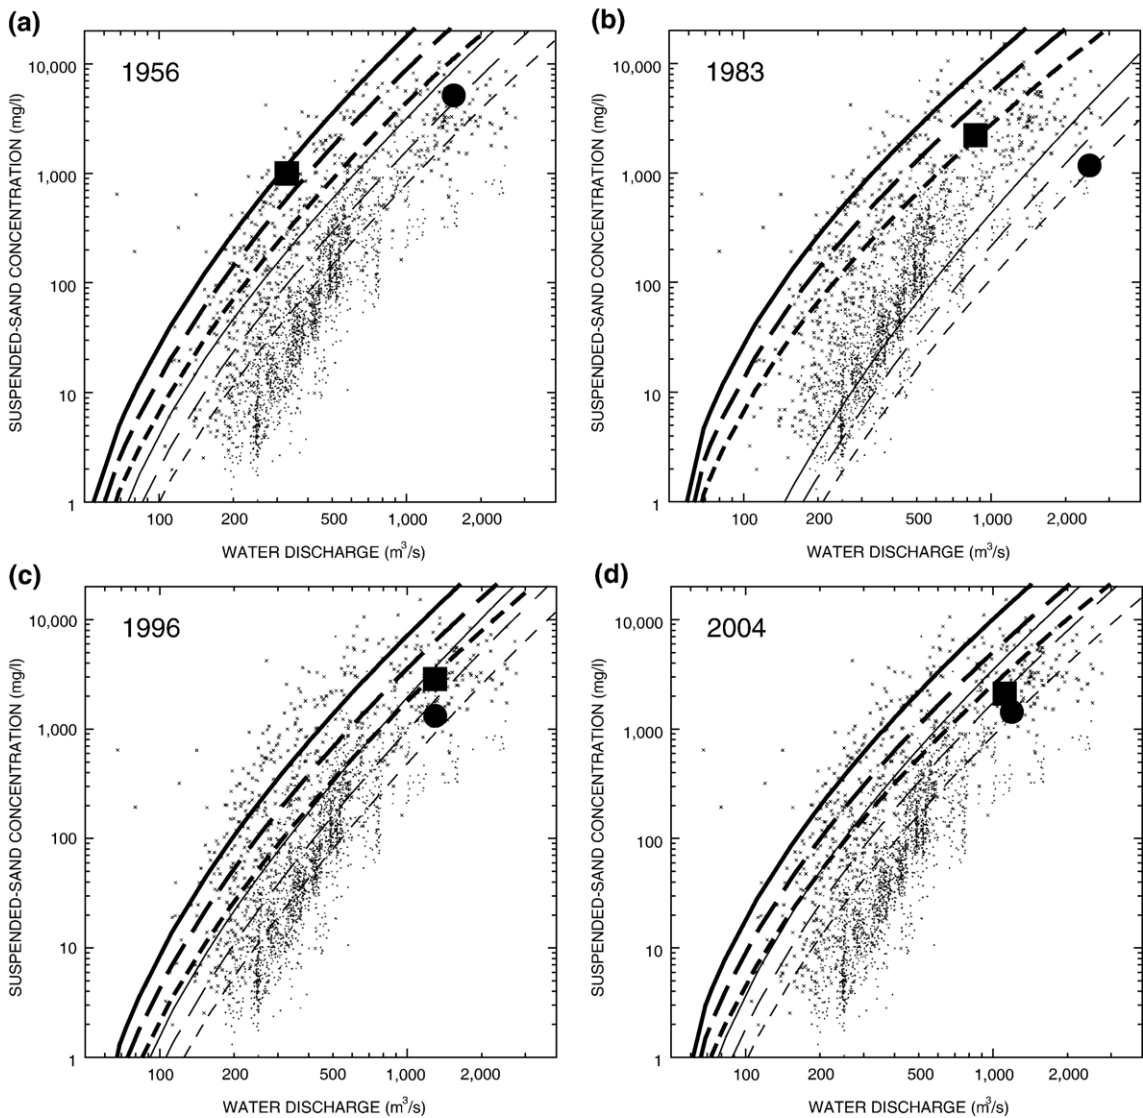 (a)
1956
SUSPENDED-SAND CONCENTRATION (mg/l)
10,000
1,000
100
10
1
100 200 500 1,000 2,000
WATER DISCHARGE (m³/s)
(b)
1983
SUSPENDED-SAND CONCENTRATION (mg/l)
10,000
1,000
100
10
1
100 200 500 1,000 2,000
WATER DISCHARGE (m³/s)
(c)
1996
SUSPENDED-SAND CONCENTRATION (mg/l)
10,000
1,000
100
10
1
100 200 500 1,000 2,000
WATER DISCHARGE (m³/s)
(d)
2004
SUSPENDED-SAND CONCENTRATION (mg/l)
10,000
1,000
100
10
1
100 200 500 1,000 2,000
WATER DISCHARGE (m³/s)